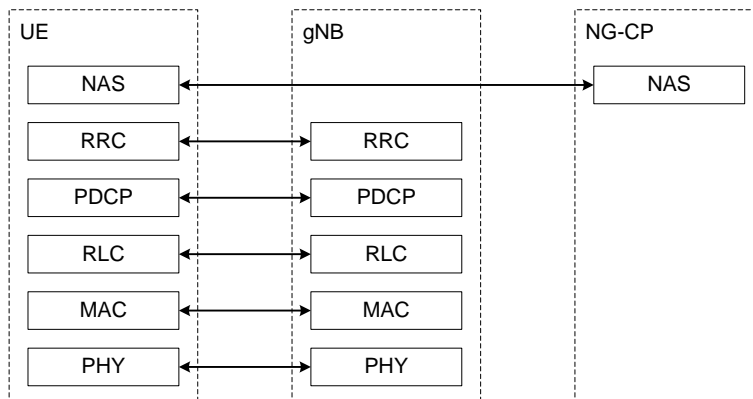 UE gNB NG-CP
NAS NAS
RRC RRC
PDCP PDCP
RLC RLC
MAC MAC
PHY PHY